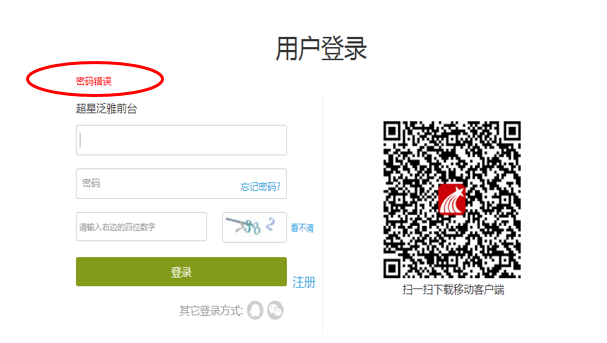 用户登录
密码错误
超星泛雅前台
密码
忘记密码?
请输入右边的四位数字
看不清
登录
注册
其它登录方式:
扫一扫下载移动客户端